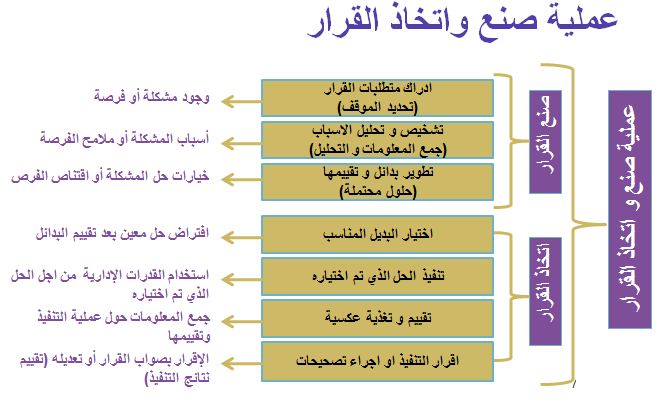 عملية صنع واتخاذ القرار
عملية صنع و اتخاذ القرار
صنع القرار
ادراك متطلبات القرار
(تحديد الموقف)
وجود مشكلة أو فرصة
تشخيص و تحليل الاسباب
(جمع المعلومات و التحليل)
أسباب المشكلة أو ملامح الفرصة
تطوير بدائل و تقييمها
(حلول محتملة)
خيارات حل المشكلة أو اقتناص الفرص
اتخاذ القرار
اختيار البديل المناسب
افتراض حل معين بعد تقييم البدائل
تنفيذ الحل الذي تم اختياره
استخدام القدرات الإدارية من اجل الحل
الذي تم اختياره
تقييم و تغذية عكسية
جمع المعلومات حول عملية التنفيذ
وتقييمها
اقرار التنفيذ او اجراء تصحيحات
الإقرار بصواب القرار أو تعديله (تقييم
نتائج التنفيذ)
/